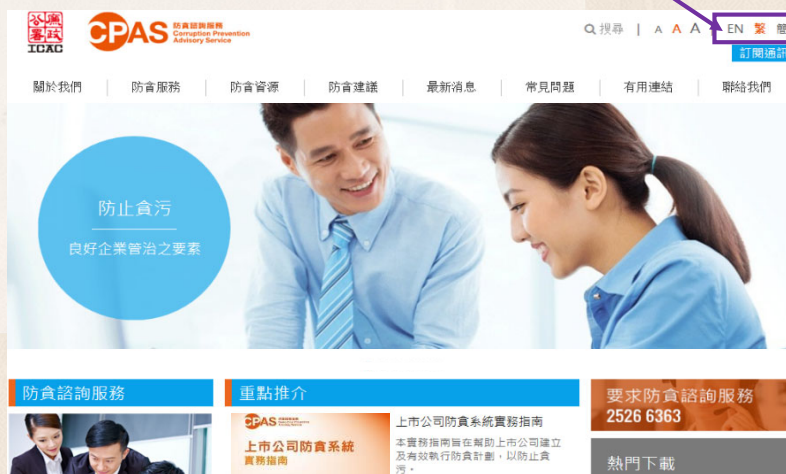 廉政公署
ICAC
CPAS 防貪諮詢服務
Corruption Prevention
Advisory Service
搜尋 | A A A EN 繁 簡
訂閱通訊
關於我們 防貪服務 防貪資源 防貪建議 最新消息 常見問題 有用連結 聯絡我們
防止貪污
良好企業管治之要素
防貪諮詢服務
重點推介
要求防貪諮詢服務
2526 6363
CPAS
上市公司防貪系統
實務指南
上市公司防貪系統實務指南
本實務指南旨在幫助上市公司建立
及有效執行防貪計劃，以防止貪
污。
熱門下載